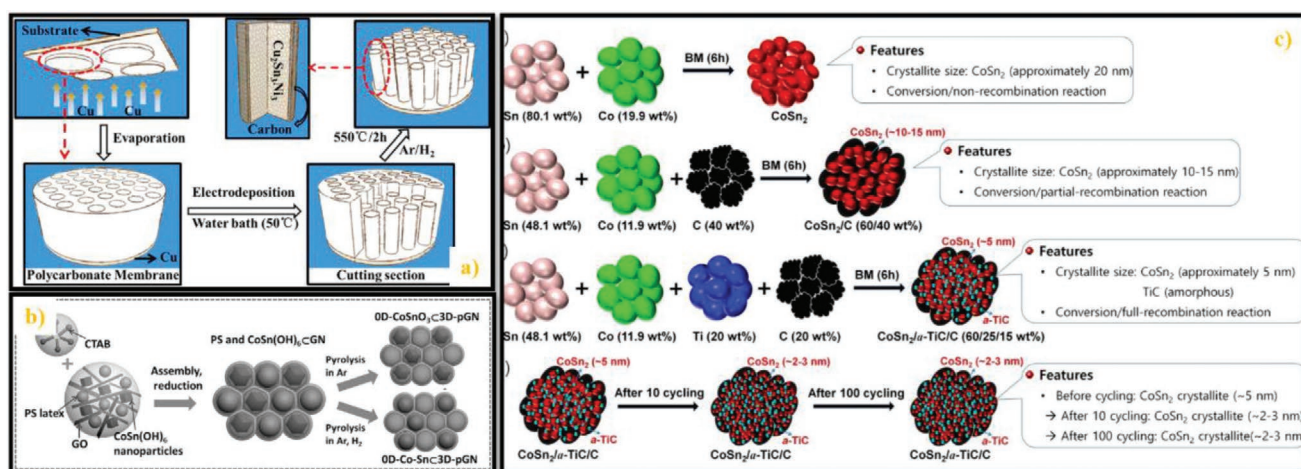 Substrate
Cu
Cu
Evaporation
Cu₂Sn₃Ni₃
Carbon
550℃/2h
Ar/H₂
Electrodeposition
Water bath (50℃)
Cu
Polycarbonate Membrane
Cutting section
a)
b)
CTAB
+
PS latex
GO
CoSn(OH)₆
nanoparticles
Assembly,
reduction
PS and CoSn(OH)₆⊂GN
Pyrolysis
in Ar
Pyrolysis
in Ar, H₂
0D-CoSnO₃⊂3D-pGN
0D-Co-Sn⊂3D-pGN
c)
)
+
BM (6h)
Sn (80.1 wt%) Co (19.9 wt%) CoSn₂
Features
• Crystallite size: CoSn₂ (approximately 20 nm)
• Conversion/non-recombination reaction
)
+ +
BM (6h)
CoSn₂ (~10-15 nm)
Sn (48.1 wt%) Co (11.9 wt%) C (40 wt%) CoSn₂/C (60/40 wt%)
Features
• Crystallite size: CoSn₂ (approximately 10-15 nm)
• Conversion/partial-recombination reaction
)
+ + +
BM (6h)
CoSn₂ (~5 nm)
a-TiC
Sn (48.1 wt%) Co (11.9 wt%) Ti (20 wt%) C (20 wt%) CoSn₂/a-TiC/C (60/25/15 wt%)
Features
• Crystallite size: CoSn₂ (approximately 5 nm)
TiC (amorphous)
• Conversion/full-recombination reaction
)
CoSn₂ (~5 nm)
After 10 cycling
CoSn₂ (~2-3 nm)
After 100 cycling
CoSn₂ (~2-3 nm)
a-TiC a-TiC a-TiC
CoSn₂/a-TiC/C CoSn₂/a-TiC/C CoSn₂/a-TiC/C
Features
• Before cycling: CoSn₂ crystallite (~5 nm)
→ After 10 cycling: CoSn₂ crystallite (~2-3 nm)
→ After 100 cycling: CoSn₂ crystallite(~2-3 nm)